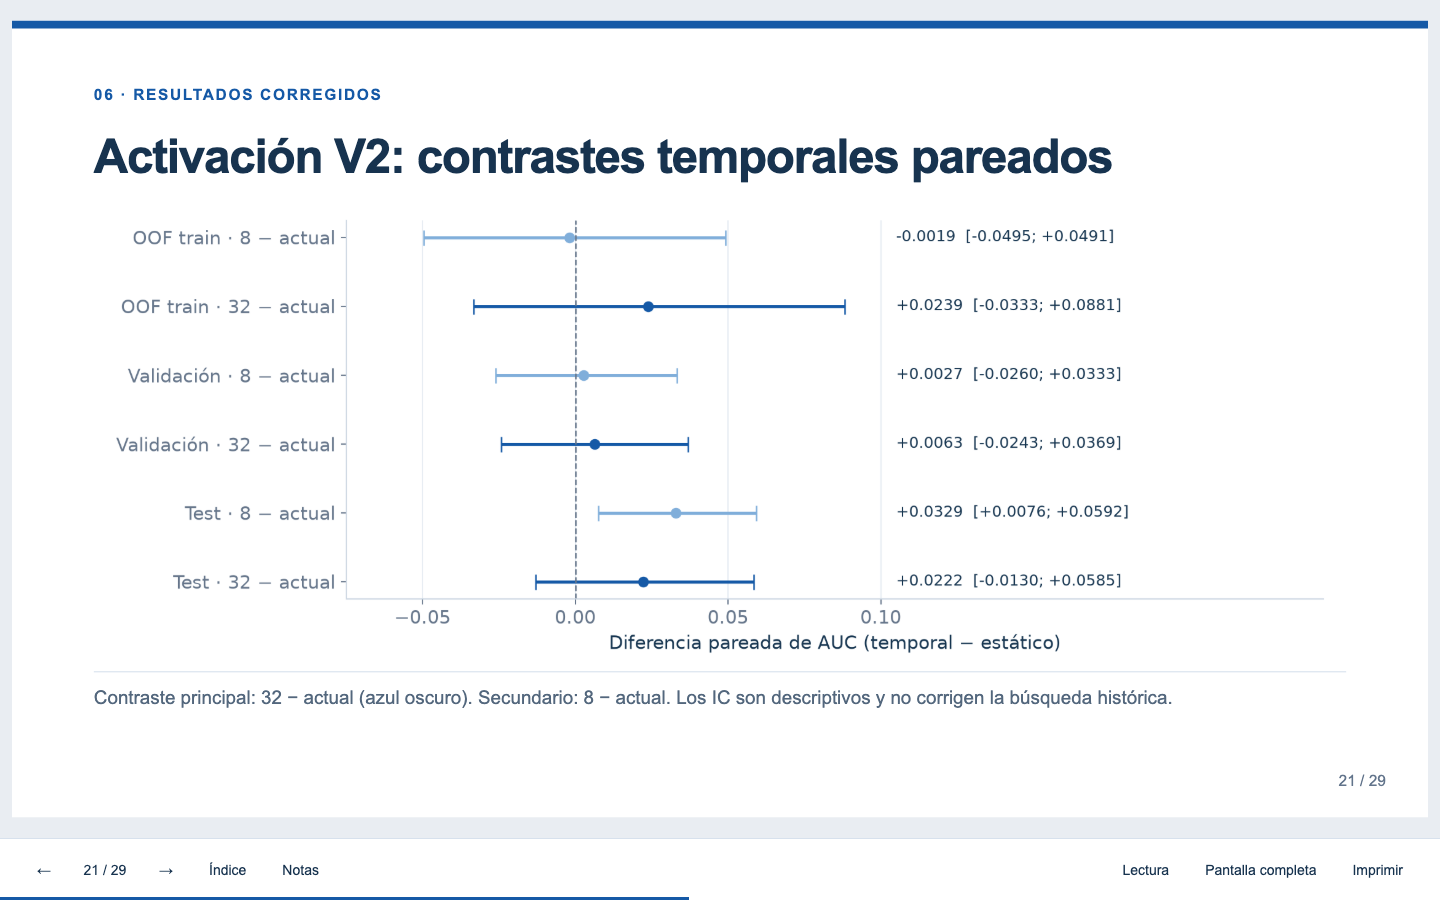 06 · RESULTADOS CORREGIDOS
Activación V2: contrastes temporales pareados
OOF train · 8 − actual -0.0019 [-0.0495; +0.0491]
OOF train · 32 − actual +0.0239 [-0.0333; +0.0881]
Validación · 8 − actual +0.0027 [-0.0260; +0.0333]
Validación · 32 − actual +0.0063 [-0.0243; +0.0369]
Test · 8 − actual +0.0329 [+0.0076; +0.0592]
Test · 32 − actual +0.0222 [-0.0130; +0.0585]
−0.05 0.00 0.05 0.10
Diferencia pareada de AUC (temporal − estático)
Contraste principal: 32 − actual (azul oscuro). Secundario: 8 − actual. Los IC son descriptivos y no corrigen la búsqueda histórica.
21 / 29
← 21 / 29 → Índice Notas Lectura Pantalla completa Imprimir